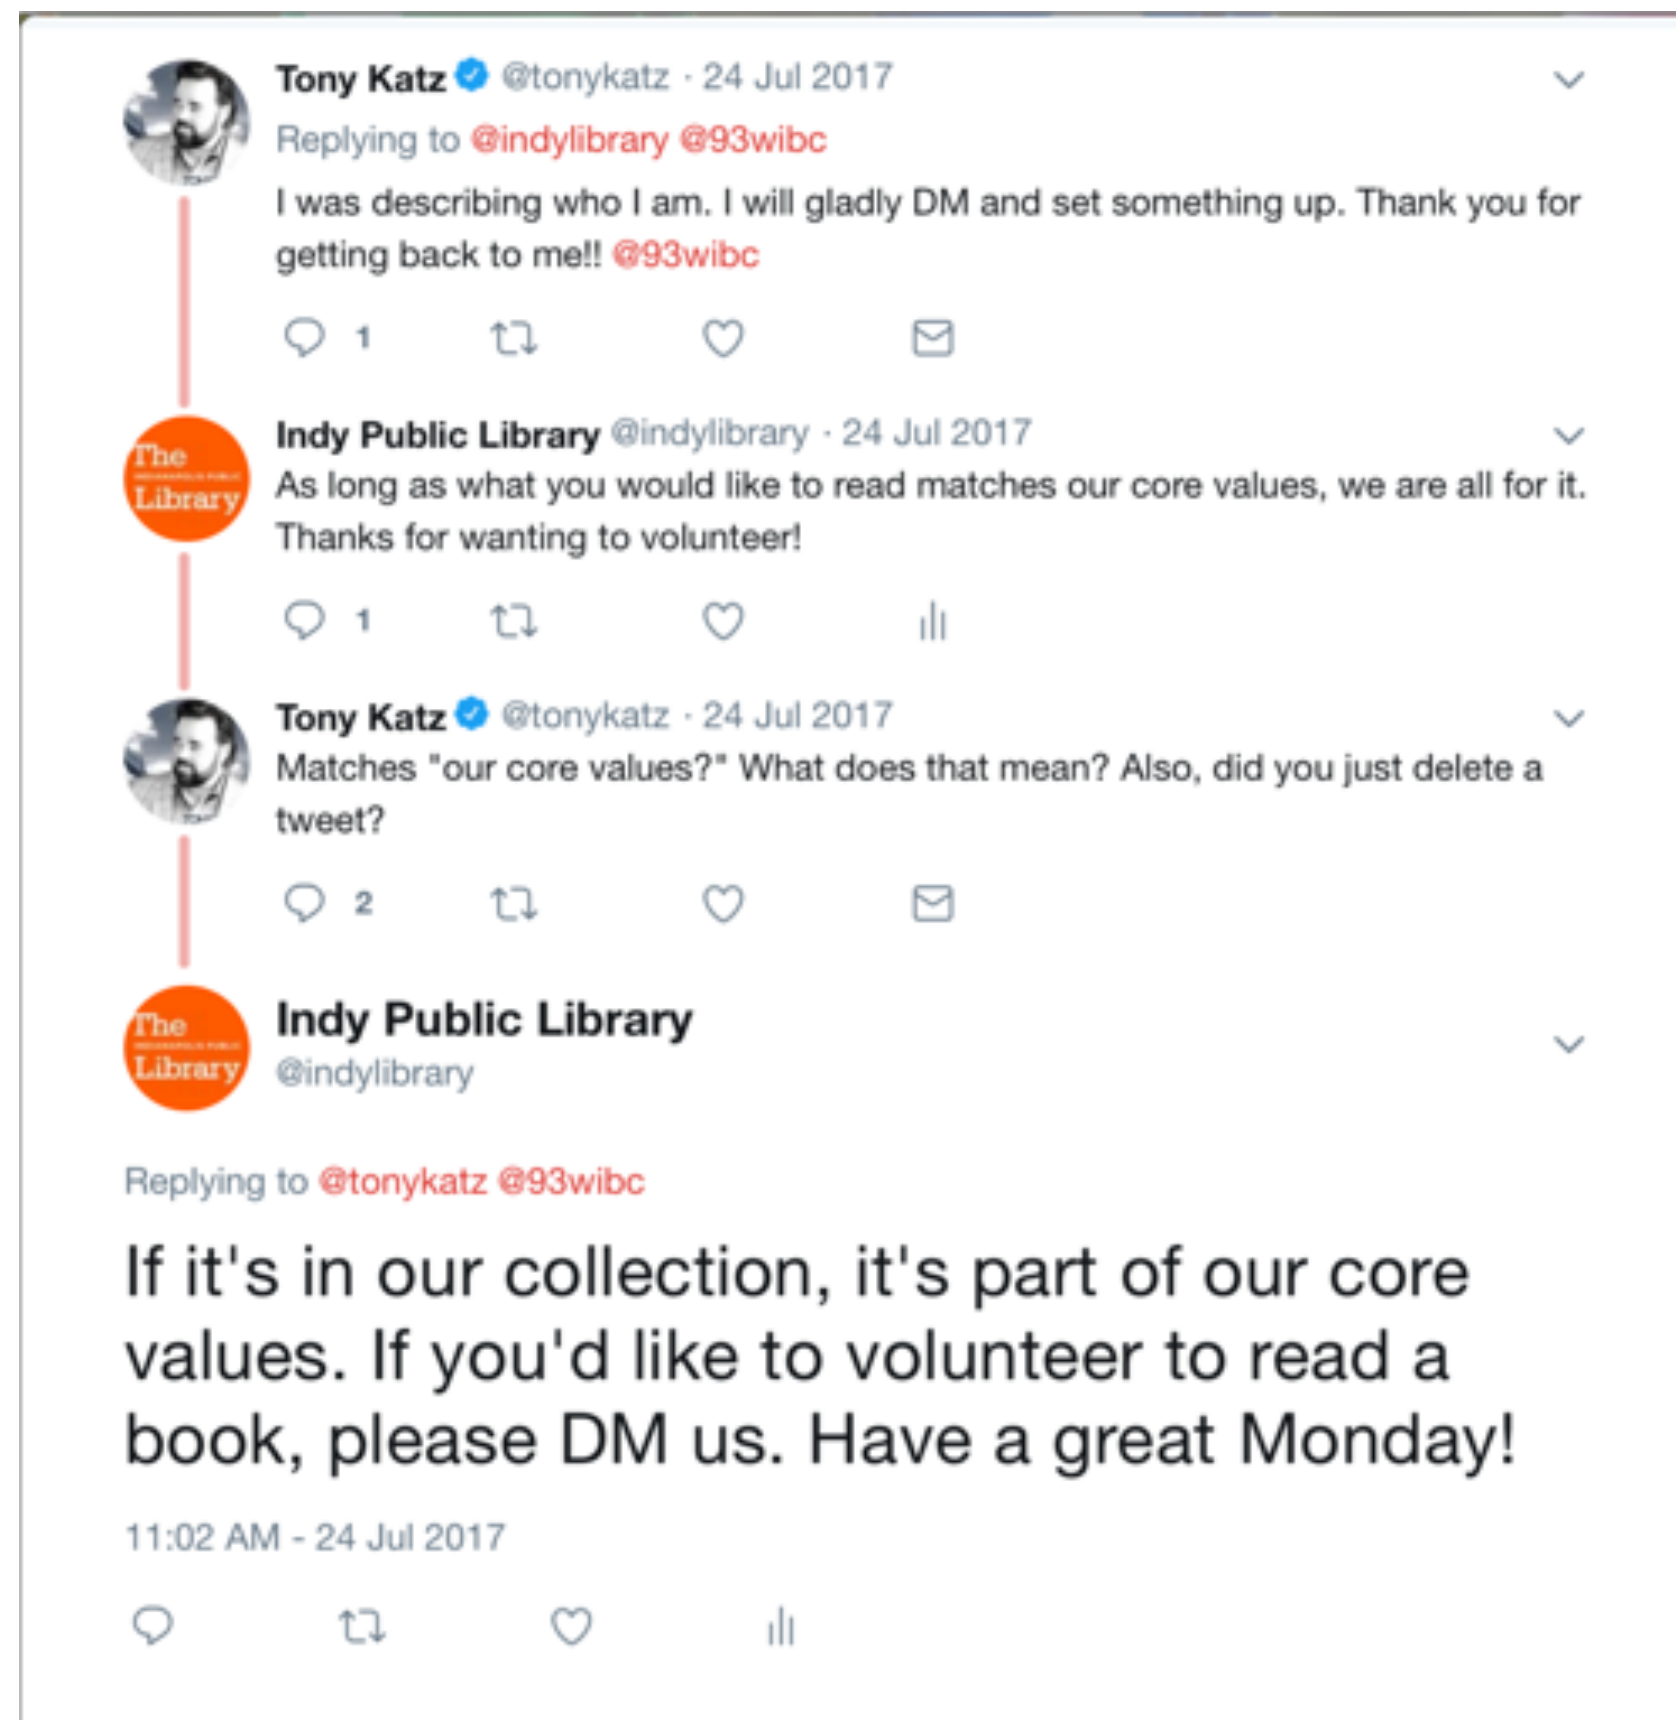 Tony Katz @tonykatz · 24 Jul 2017
Replying to @indylibrary @93wibc
I was describing who I am. I will gladly DM and set something up. Thank you for
getting back to me!! @93wibc
1
The
Library
Indy Public Library @indylibrary · 24 Jul 2017
As long as what you would like to read matches our core values, we are all for it.
Thanks for wanting to volunteer!
1
Tony Katz @tonykatz · 24 Jul 2017
Matches "our core values?" What does that mean? Also, did you just delete a
tweet?
2
The
Library
Indy Public Library
@indylibrary
Replying to @tonykatz @93wibc
If it's in our collection, it's part of our core
values. If you'd like to volunteer to read a
book, please DM us. Have a great Monday!
11:02 AM - 24 Jul 2017